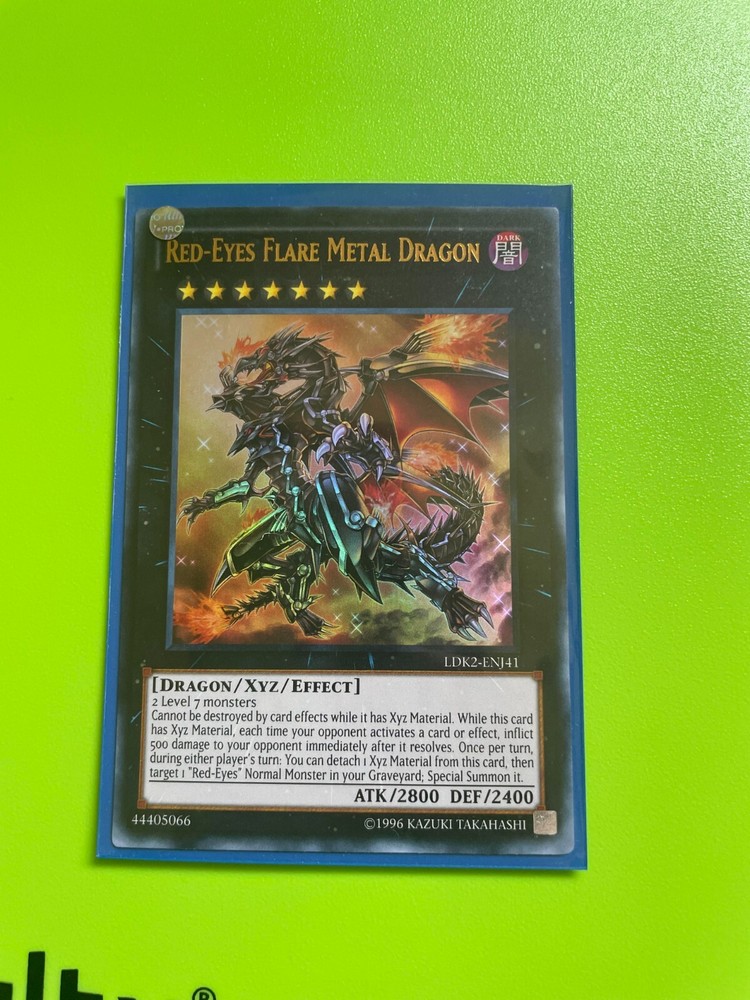 PRO
RED-EYES FLARE METAL DRAGON
DARK
闇
LDK2-ENJ41
[DRAGON/XYZ/EFFECT]
2 Level 7 monsters
Cannot be destroyed by card effects while it has Xyz Material. While this card
has Xyz Material, each time your opponent activates a card or effect, inflict
500 damage to your opponent immediately after it resolves. Once per turn,
during either player's turn: You can detach 1 Xyz Material from this card, then
target 1 "Red-Eyes" Normal Monster in your Graveyard; Special Summon it.
ATK/2800 DEF/2400
44405066
©1996 KAZUKI TAKAHASHI
®